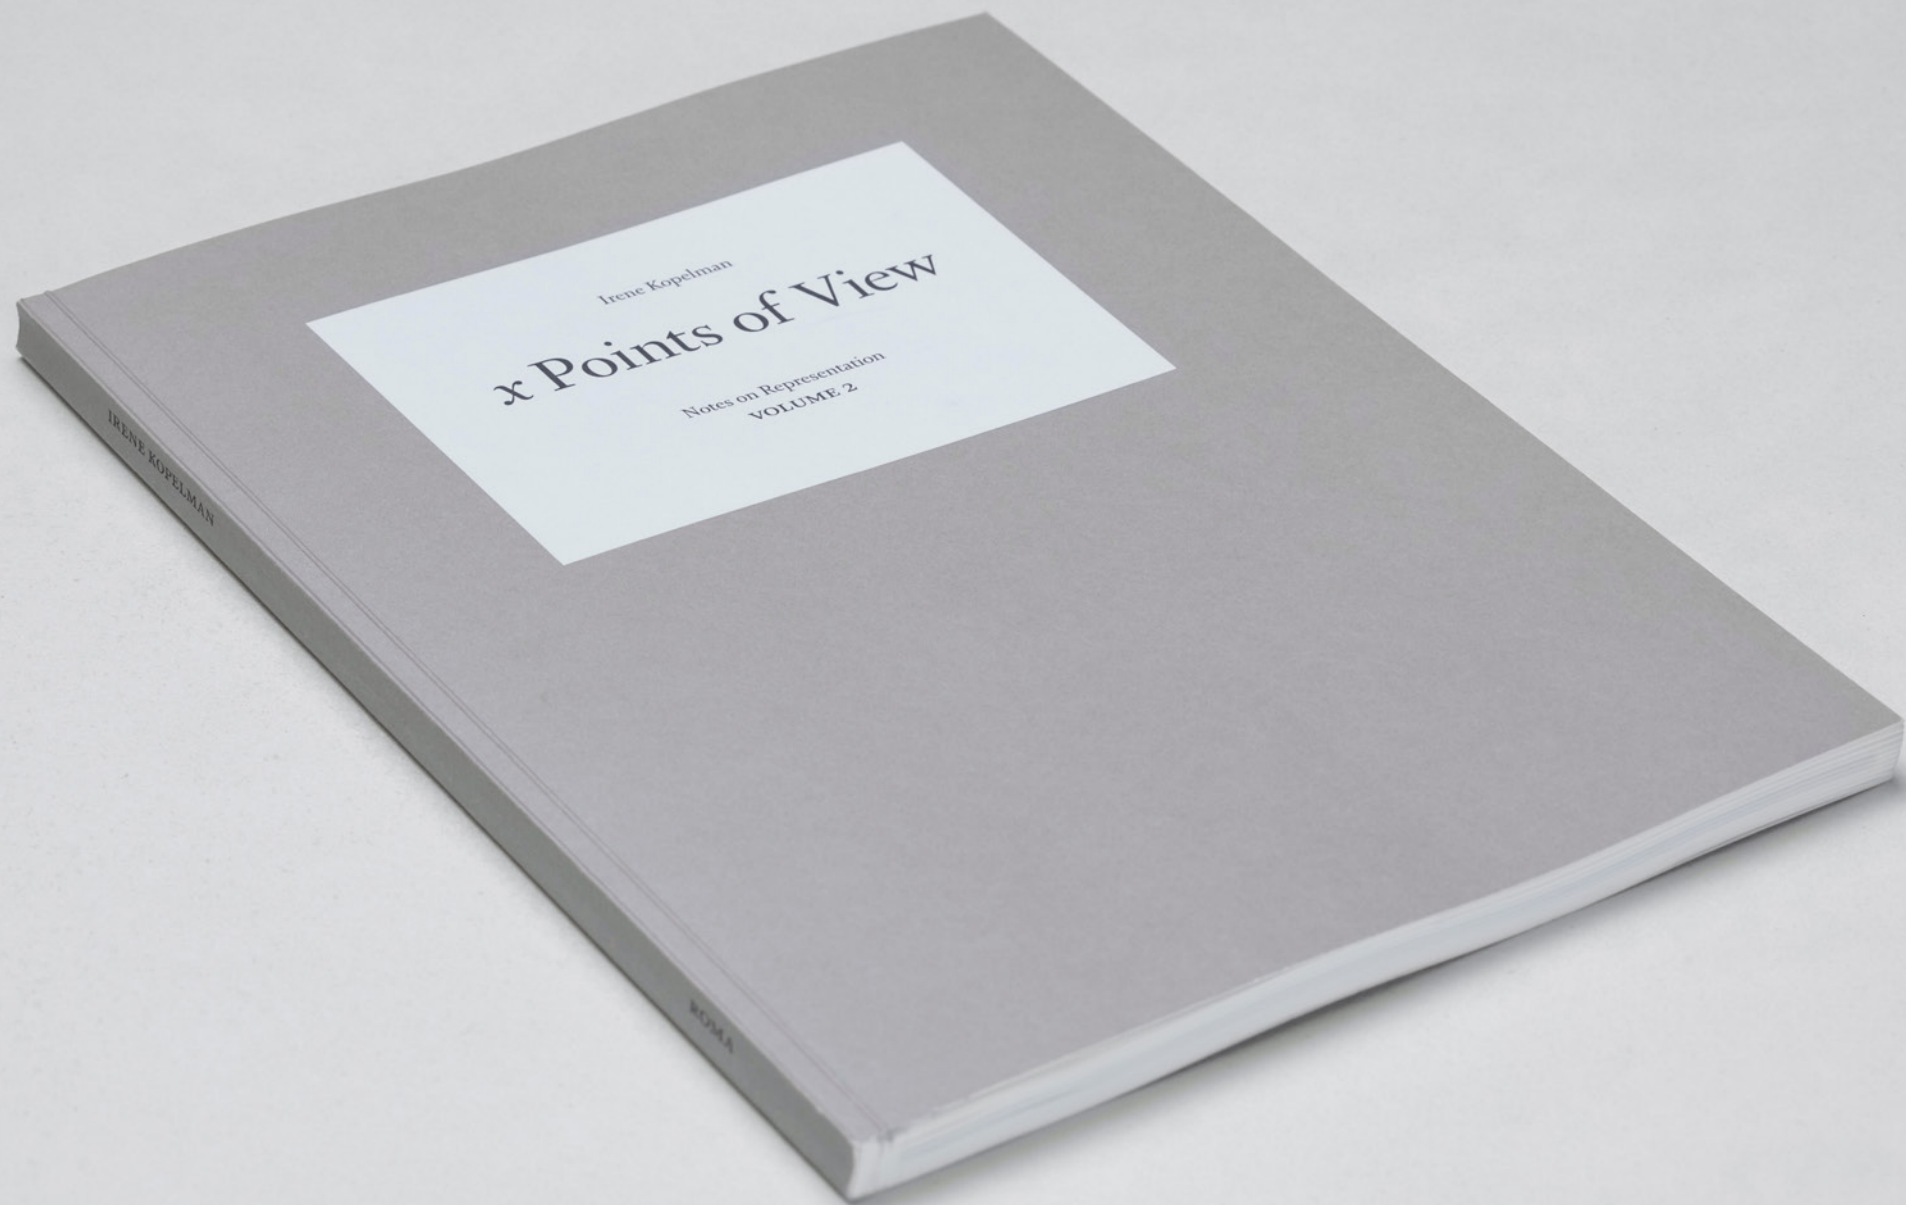 Irene Kopelman
x Points of View
Notes on Representation
VOLUME 2
IRENE KOPELMAN
ROMA